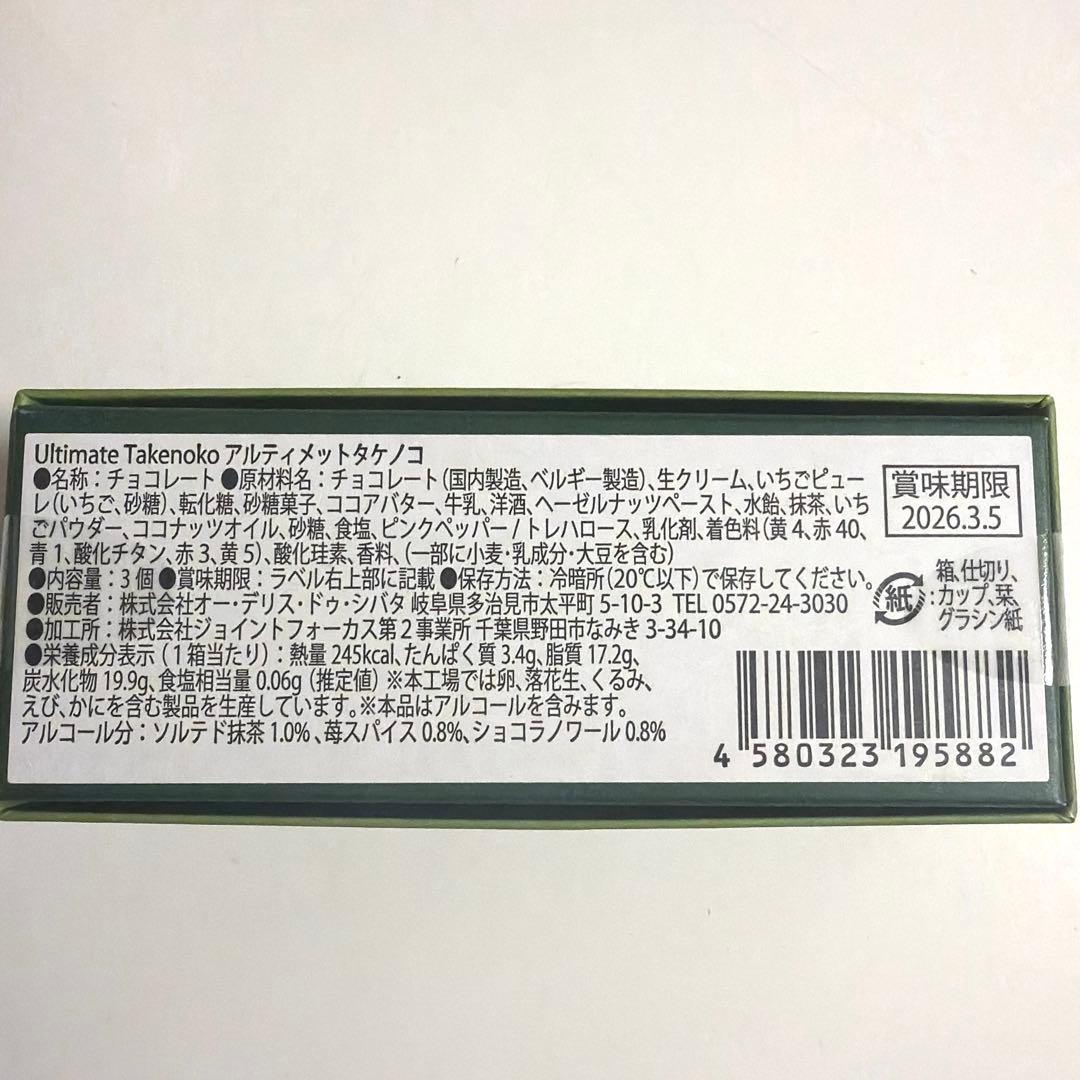 Ultimate Takenoko アルティメットタケノコ
●名称：チョコレート ●原材料名：チョコレート（国内製造、ベルギー製造）、生クリーム、いちごピュー
レ（いちご、砂糖）、転化糖、砂糖菓子、ココアバター、牛乳、洋酒、ヘーゼルナッツペースト、水飴、抹茶、いち
ごパウダー、ココナッツオイル、砂糖、食塩、ピンクペッパー / トレハロース、乳化剤、着色料（黄4、赤40、
青1、酸化チタン、赤3、黄5）、酸化珪素、香料、（一部に小麦・乳成分・大豆を含む）
●内容量：3個 ●賞味期限：ラベル右上部に記載 ●保存方法：冷暗所（20℃以下）で保存してください。
●販売者：株式会社オー・デリス・ドゥ・シバタ 岐阜県多治見市太平町 5-10-3 TEL 0572-24-3030
●加工所：株式会社ジョイントフォーカス第2事業所 千葉県野田市なみき 3-34-10
●栄養成分表示（1箱当たり）：熱量 245kcal、たんぱく質 3.4g、脂質 17.2g、
炭水化物 19.9g、食塩相当量 0.06g（推定値）※本工場では卵、落花生、くるみ、
えび、かにを含む製品を生産しています。※本品はアルコールを含みます。
アルコール分：ソルテド抹茶 1.0%、苺スパイス 0.8%、ショコラノワール 0.8%
賞味期限
2026.3.5
紙
：箱、仕切り、
カップ、栞、
グラシン紙
4 580323 195882